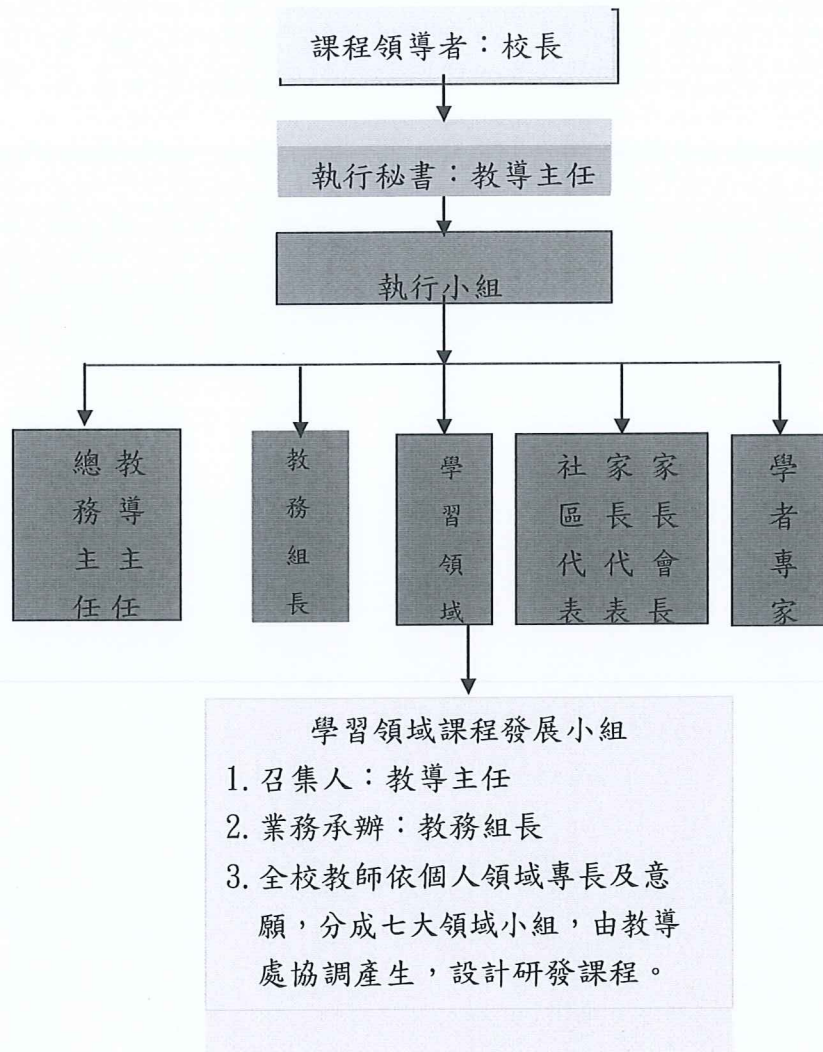 課程領導者：校長
執行秘書：教導主任
執行小組
教導主任
總務主任
教務組長
學習領域
家長會長
家長代表
社區代表
學者專家
學習領域課程發展小組
1. 召集人：教導主任
2. 業務承辦：教務組長
3. 全校教師依個人領域專長及意
願，分成七大領域小組，由教導
處協調產生，設計研發課程。